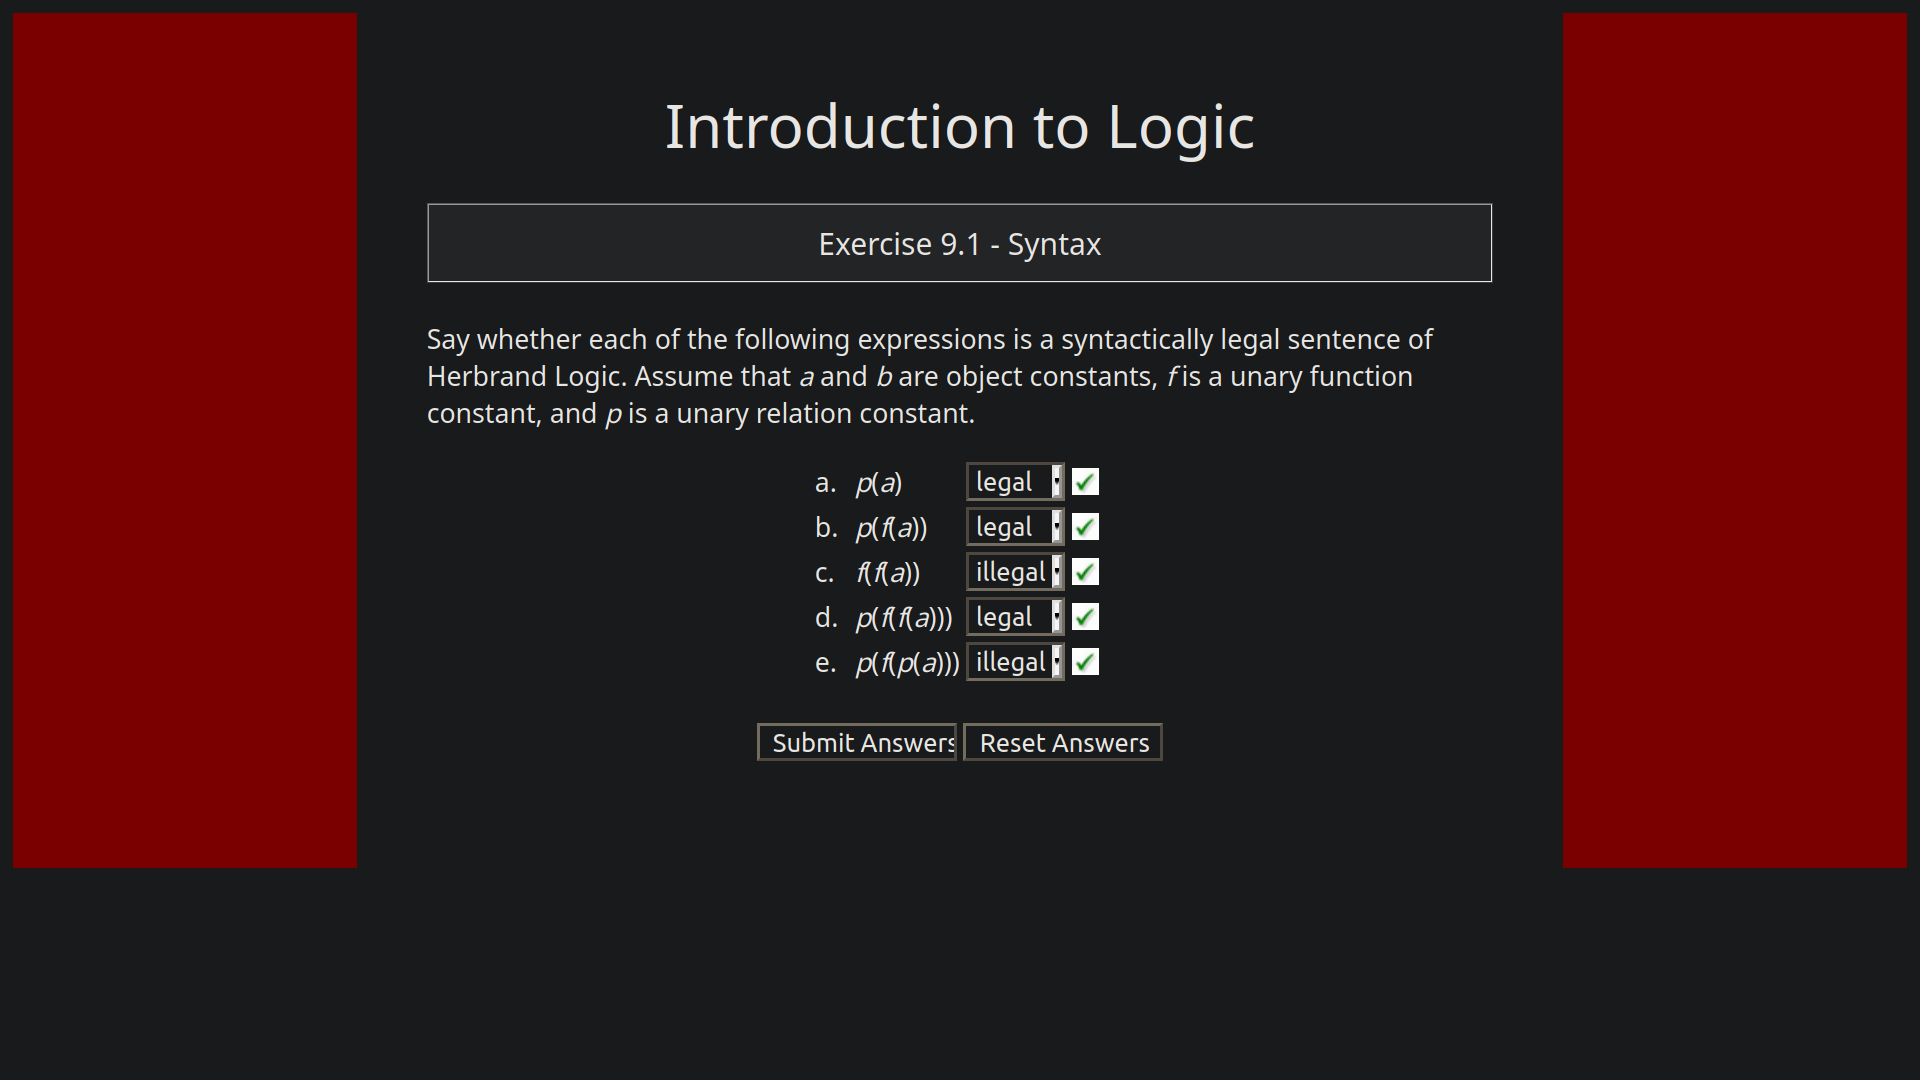 Introduction to Logic
Exercise 9.1 - Syntax
Say whether each of the following expressions is a syntactically legal sentence of
Herbrand Logic. Assume that a and b are object constants, f is a unary function
constant, and p is a unary relation constant.
a. p(a) legal
b. p(f(a)) legal
c. f(f(a)) illegal
d. p(f(f(a))) legal
e. p(f(p(a))) illegal
Submit Answers Reset Answers